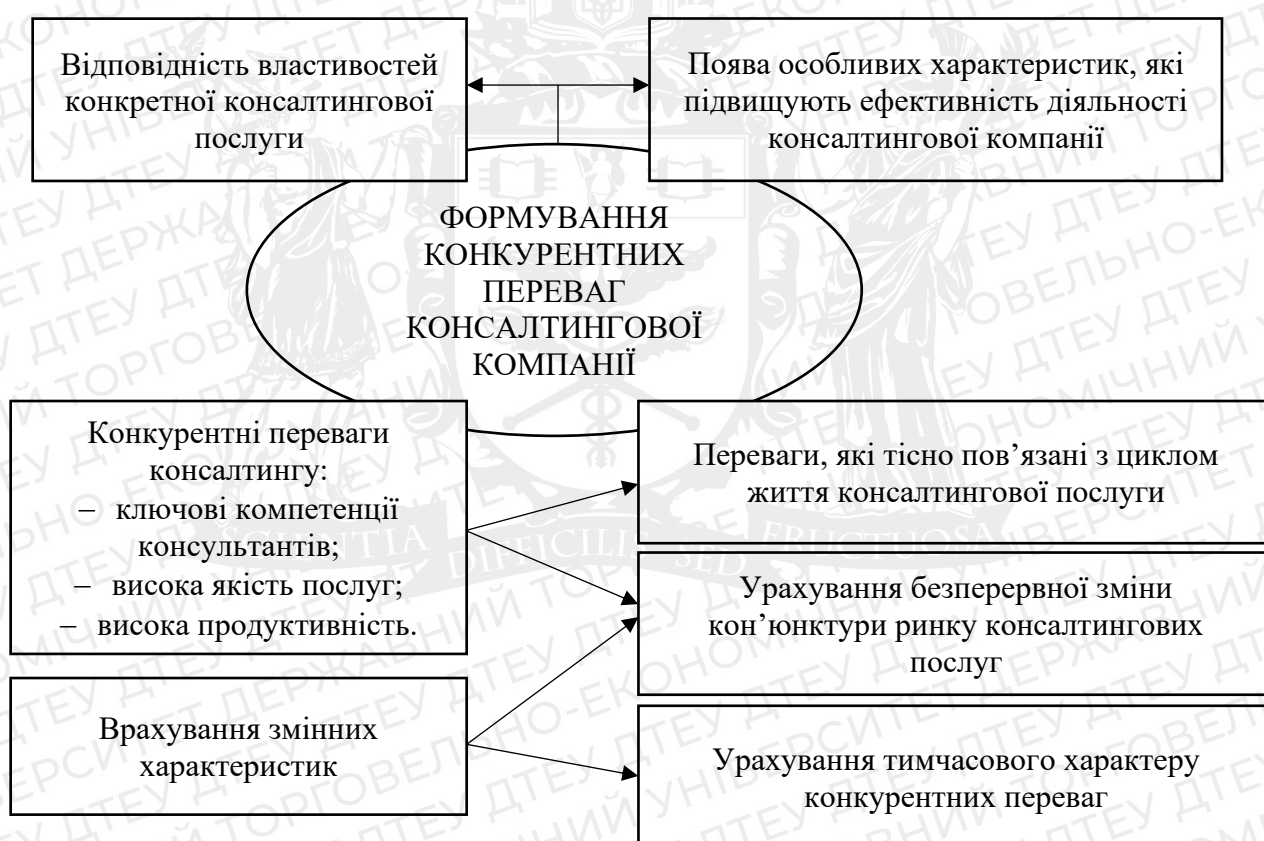 Відповідність властивостей
конкретної консалтингової
послуги
Поява особливих характеристик, які
підвищують ефективність діяльності
консалтингової компанії
ФОРМУВАННЯ
КОНКУРЕНТНИХ
ПЕРЕВАГ
КОНСАЛТИНГОВОЇ
КОМПАНІЇ
Конкурентні переваги
консалтингу:
– ключові компетенції
консультантів;
– висока якість послуг;
– висока продуктивність.
Переваги, які тісно пов’язані з циклом
життя консалтингової послуги
Урахування безперервної зміни
кон’юнктури ринку консалтингових
послуг
Врахування змінних
характеристик
Урахування тимчасового характеру
конкурентних переваг